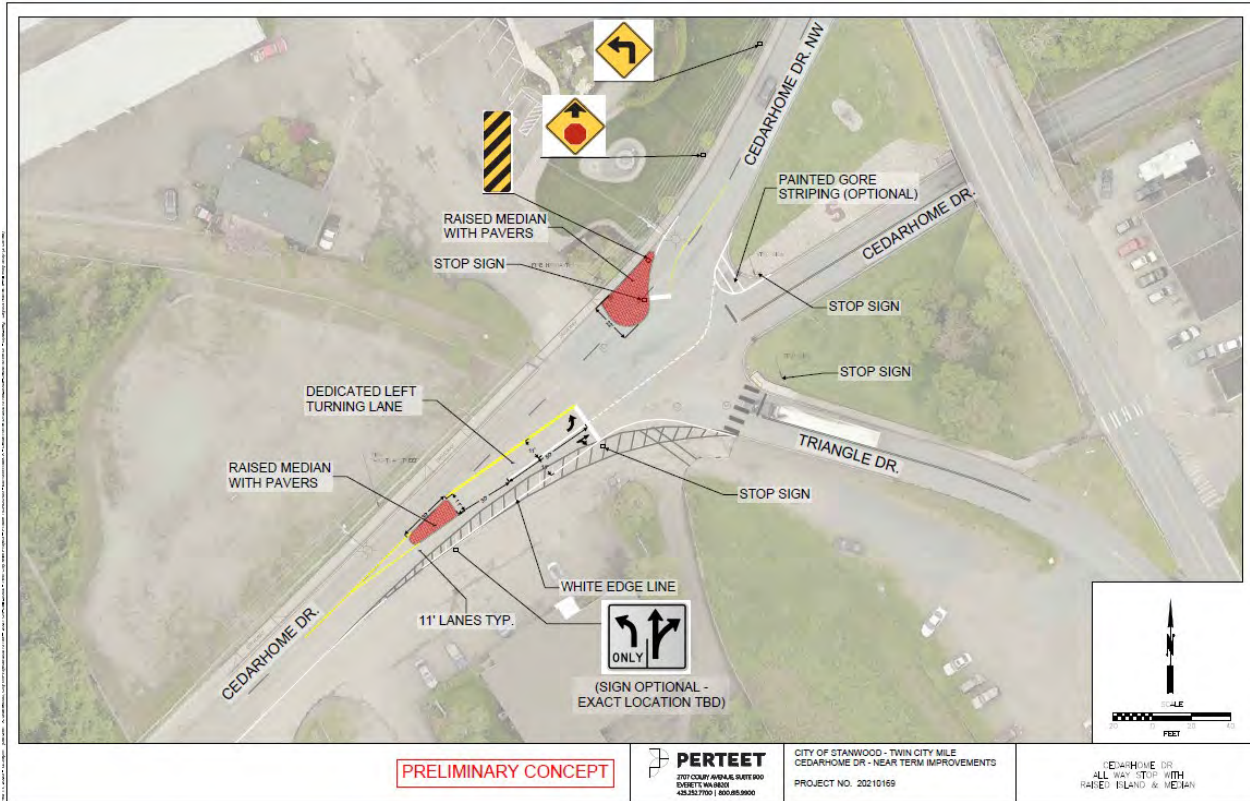 CEDARHOME DR. NW
PAINTED GORE
STRIPING (OPTIONAL)
RAISED MEDIAN
WITH PAVERS
STOP SIGN
CEDARHOME DR.
STOP SIGN
STOP SIGN
DEDICATED LEFT
TURNING LANE
TRIANGLE DR.
RAISED MEDIAN
WITH PAVERS
STOP SIGN
WHITE EDGE LINE
11' LANES TYP.
CEDARHOME DR.
ONLY
(SIGN OPTIONAL -
EXACT LOCATION TBD)
N
SCALE
FEET
PRELIMINARY CONCEPT
PERTEET
2707 COLBY AVENUE, SUITE 900
EVERETT, WA 98201
425.252.7700 | 800.615.9900
CITY OF STANWOOD - TWIN CITY MILE
CEDARHOME DR - NEAR TERM IMPROVEMENTS
PROJECT NO. 20210169
CEDARHOME DR
ALL WAY STOP WITH
RAISED ISLAND & MEDIAN